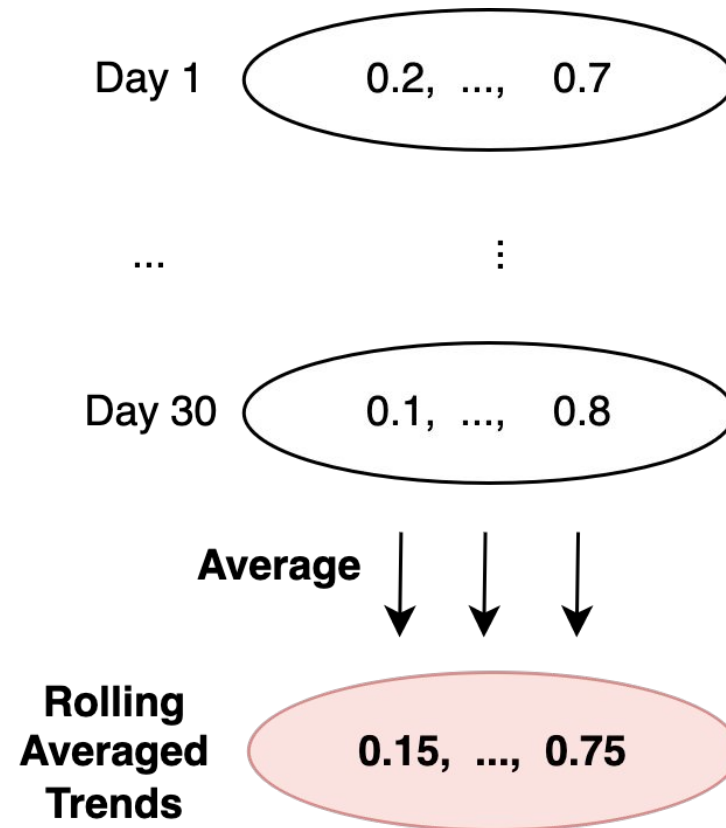 Day 1 0.2, ..., 0.7
... ⋮
Day 30 0.1, ..., 0.8
Average
Rolling
Averaged 0.15, ..., 0.75
Trends